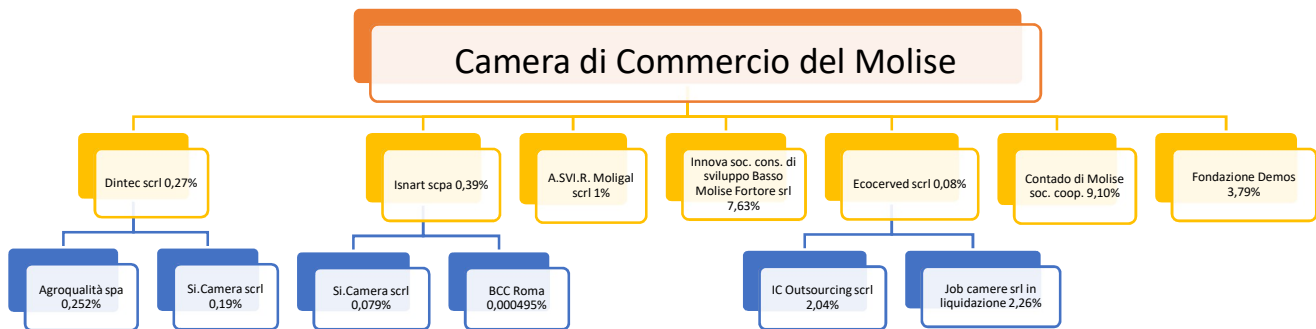 Camera di Commercio del Molise
Dintec scrl 0,27%
Isnart scpa 0,39%
A.SVI.R. Moligal
scrl 1%
Innova soc. cons. di
sviluppo Basso
Molise Fortore srl
7,63%
Ecocerved scrl 0,08%
Contado di Molise
soc. coop. 9,10%
Fondazione Demos
3,79%
Agroqualità spa
0,252%
Si.Camera scrl
0,19%
Si.Camera scrl
0,079%
BCC Roma
0,000495%
IC Outsourcing scrl
2,04%
Job camere srl in
liquidazione 2,26%